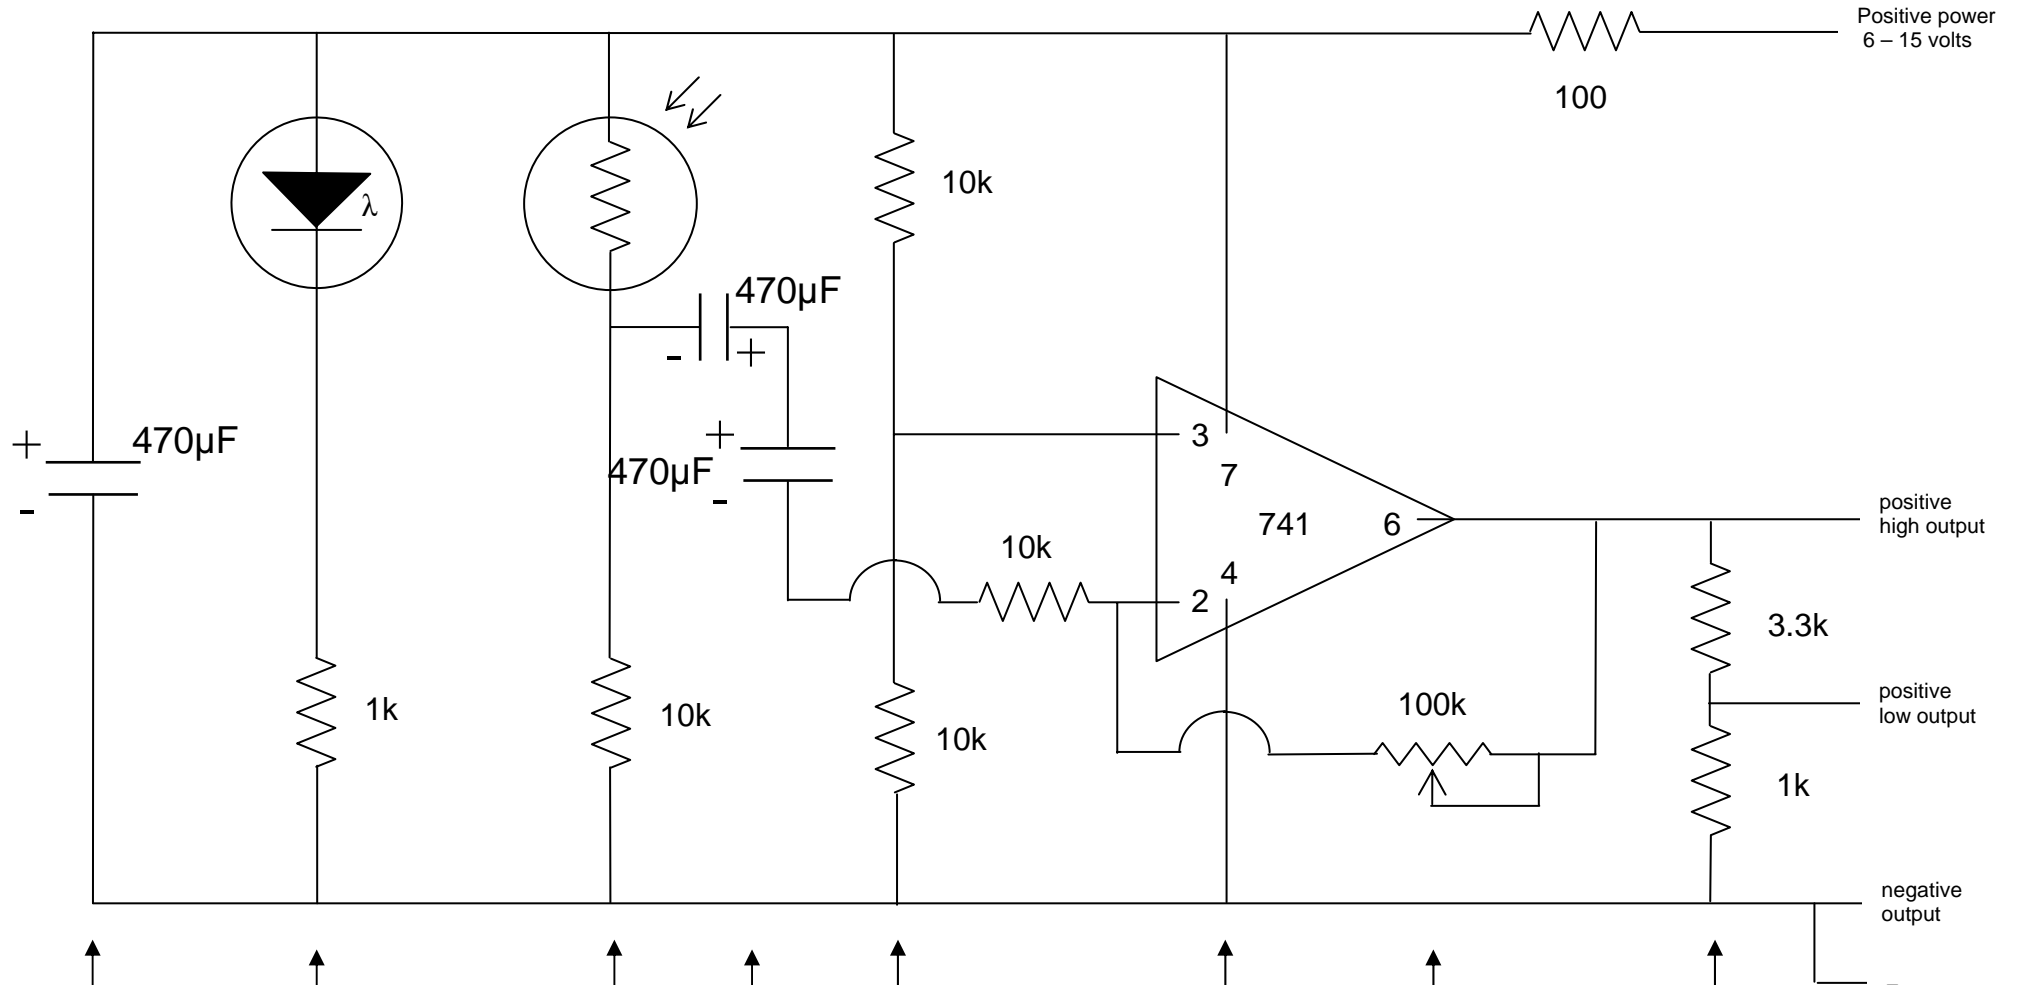 Positive power
6 – 15 volts
100
λ
10k
470µF
- +
+ 470µF
-
+
470µF
-
3
7
741
6
4
2
10k
positive
high output
3.3k
1k
10k
10k
100k
positive
low output
1k
negative
output